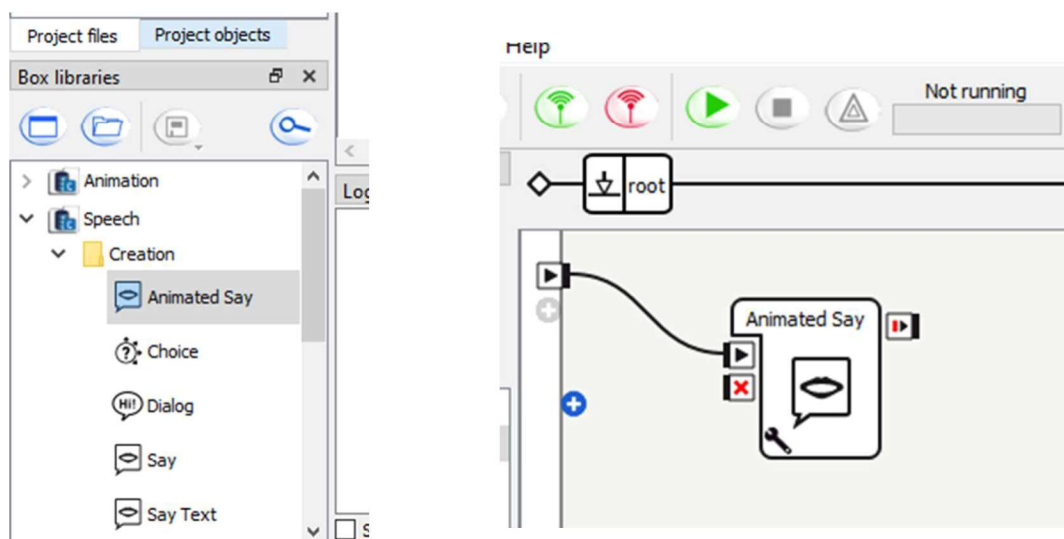 Project files
Project objects
Box libraries
Animation
Speech
Creation
Animated Say
Choice
Hi!
Dialog
Say
Say Text
Log
Help
Not running
root
Animated Say